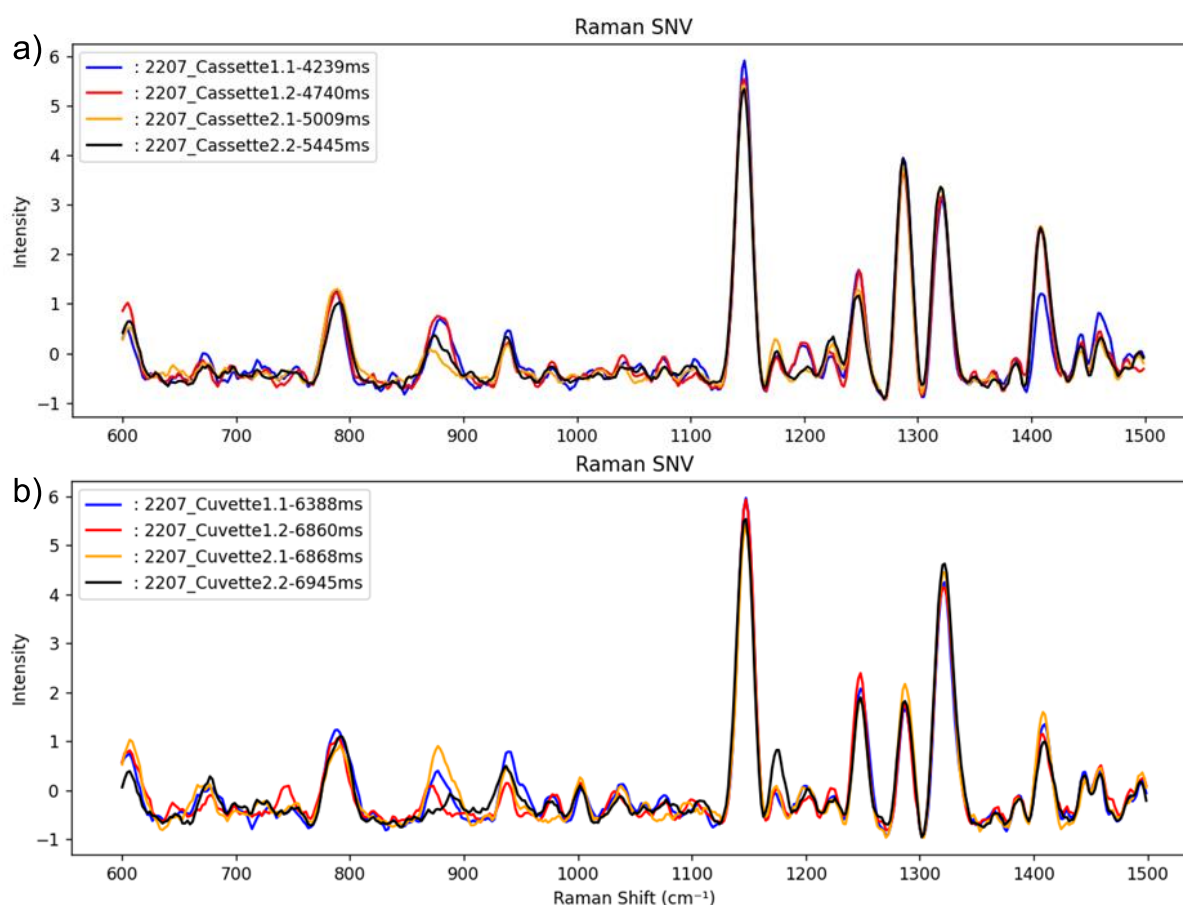 a)
Raman SNV
: 2207_Cassette1.1-4239ms
: 2207_Cassette1.2-4740ms
: 2207_Cassette2.1-5009ms
: 2207_Cassette2.2-5445ms
Intensity
6
5
4
3
2
1
0
−1
600 700 800 900 1000 1100 1200 1300 1400 1500
b)
Raman SNV
: 2207_Cuvette1.1-6388ms
: 2207_Cuvette1.2-6860ms
: 2207_Cuvette2.1-6868ms
: 2207_Cuvette2.2-6945ms
Intensity
6
5
4
3
2
1
0
−1
600 700 800 900 1000 1100 1200 1300 1400 1500
Raman Shift (cm⁻¹)